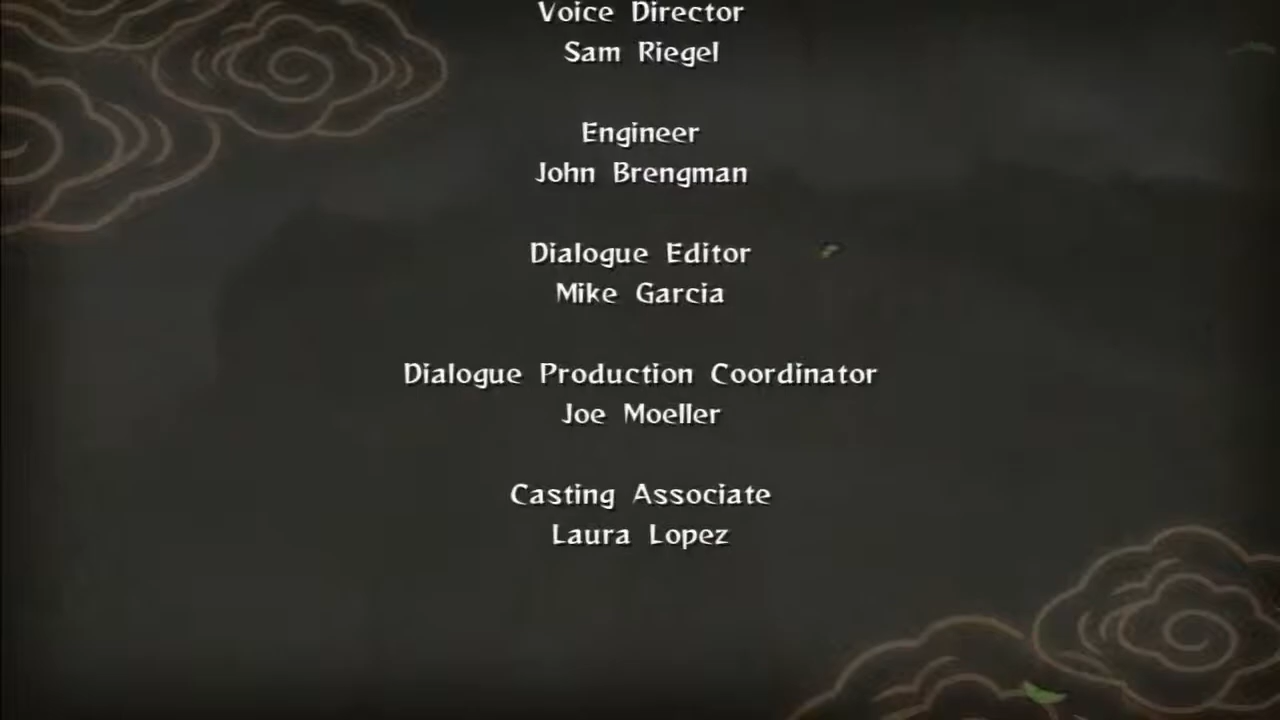 Voice Director
Sam Riegel
Engineer
John Brengman
Dialogue Editor
Mike Garcia
Dialogue Production Coordinator
Joe Moeller
Casting Associate
Laura Lopez